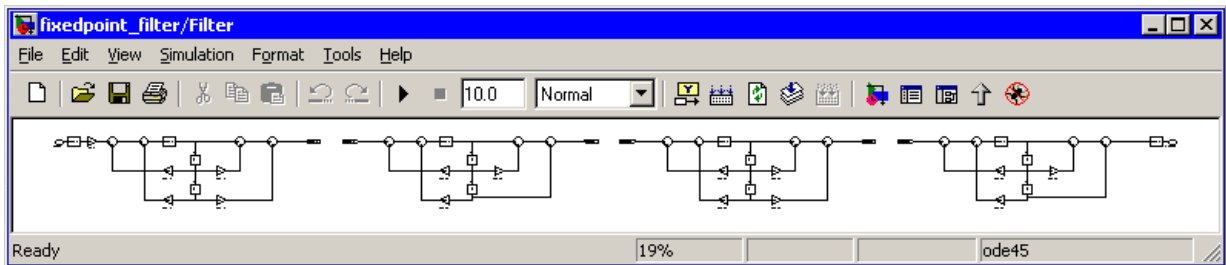 fixedpoint_filter/Filter
File Edit View Simulation Format Tools Help
10.0 Normal
Ready 19% ode45